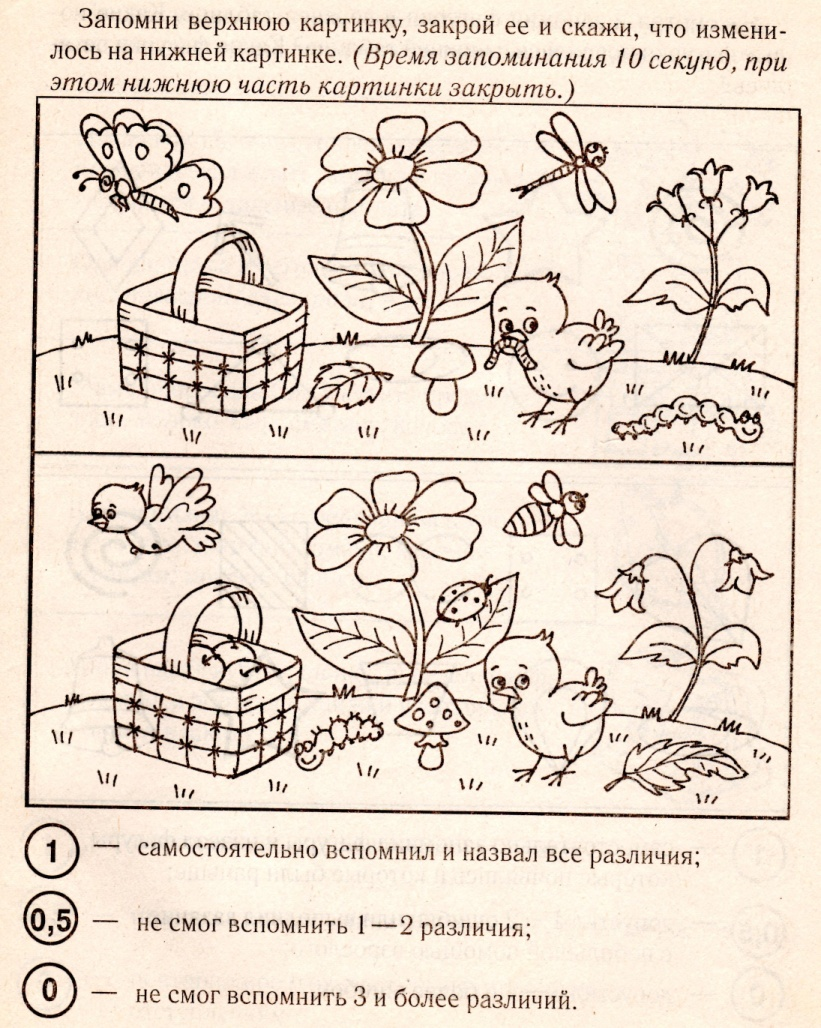 Запомни верхнюю картинку, закрой ее и скажи, что измени-
лось на нижней картинке. (Время запоминания 10 секунд, при
этом нижнюю часть картинки закрыть.)
1 — самостоятельно вспомнил и назвал все различия;
0,5 — не смог вспомнить 1—2 различия;
0 — не смог вспомнить 3 и более различий.